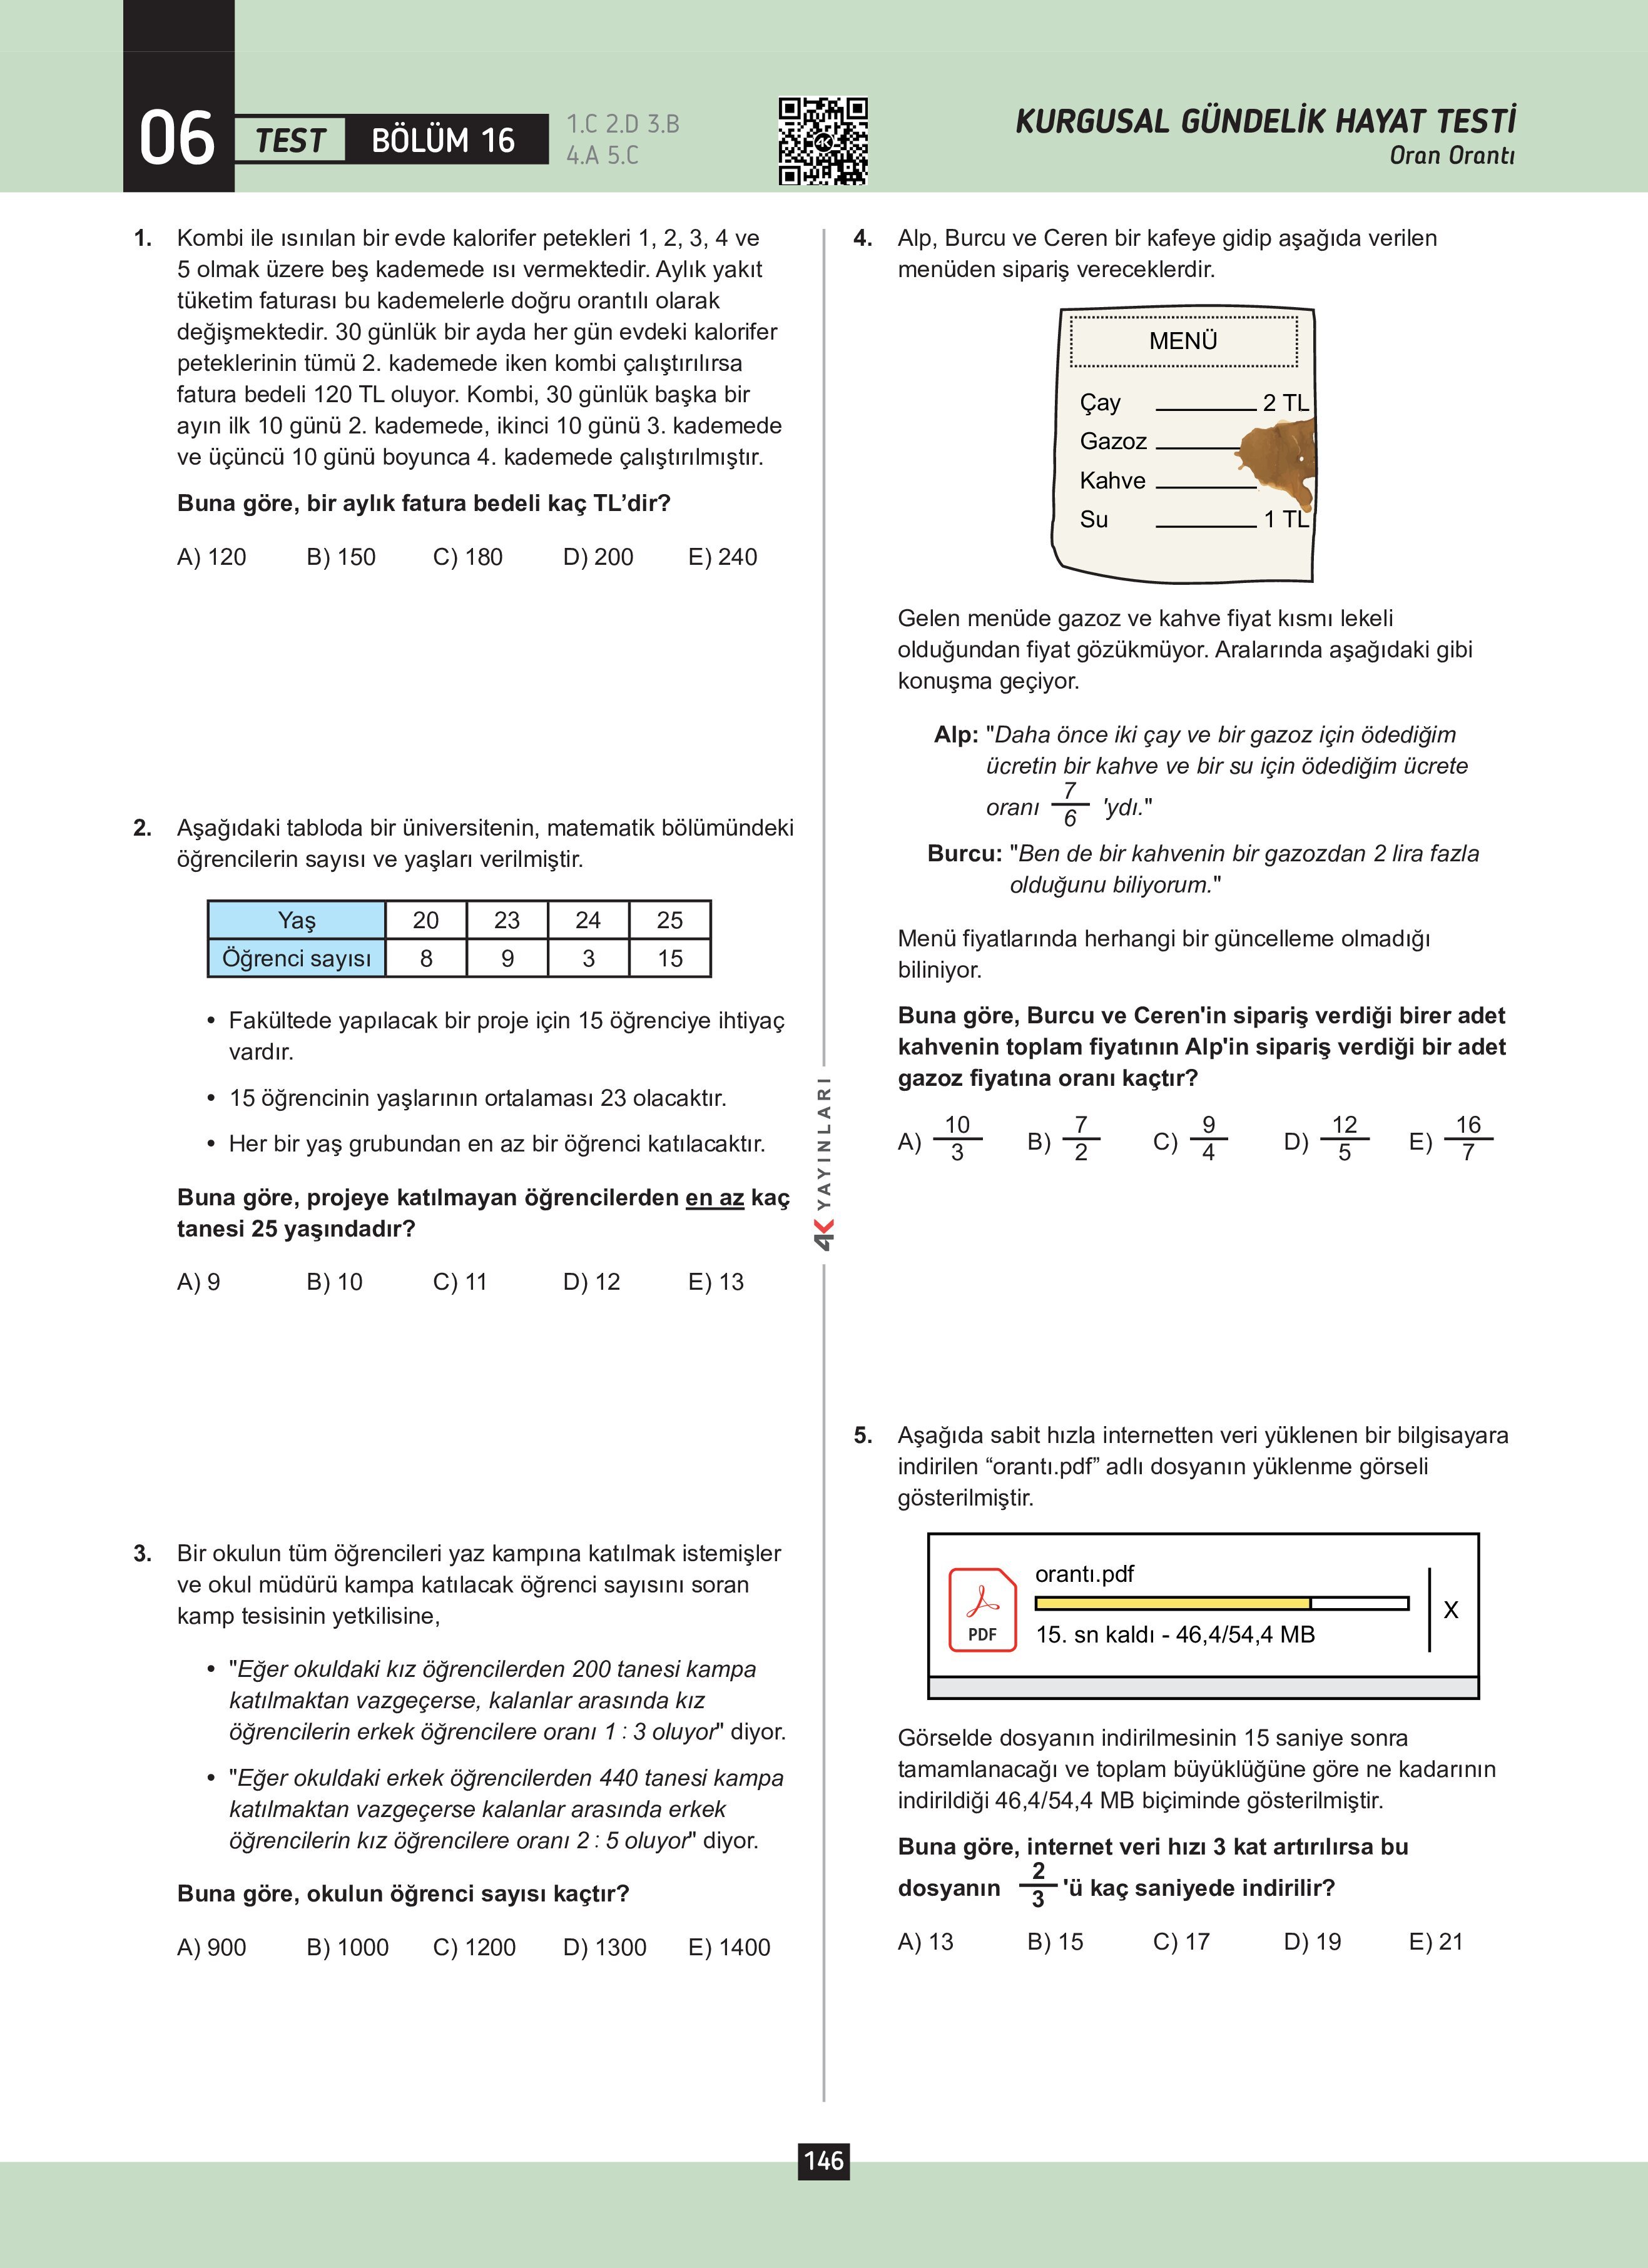 06
TEST
BÖLÜM 16
1.C 2.D 3.B
4.A 5.C
4K
KURGUSAL GÜNDELİK HAYAT TESTİ
Oran Orantı
1. Kombi ile ısınılan bir evde kalorifer petekleri 1, 2, 3, 4 ve
5 olmak üzere beş kademede ısı vermektedir. Aylık yakıt
tüketim faturası bu kademelerle doğru orantılı olarak
değişmektedir. 30 günlük bir ayda her gün evdeki kalorifer
peteklerinin tümü 2. kademede iken kombi çalıştırılırsa
fatura bedeli 120 TL oluyor. Kombi, 30 günlük başka bir
ayın ilk 10 günü 2. kademede, ikinci 10 günü 3. kademede
ve üçüncü 10 günü boyunca 4. kademede çalıştırılmıştır.
Buna göre, bir aylık fatura bedeli kaç TL’dir?
A) 120 B) 150 C) 180 D) 200 E) 240
2. Aşağıdaki tabloda bir üniversitenin, matematik bölümündeki
öğrencilerin sayısı ve yaşları verilmiştir.
Yaş 20 23 24 25
Öğrenci sayısı 8 9 3 15
• Fakültede yapılacak bir proje için 15 öğrenciye ihtiyaç
vardır.
• 15 öğrencinin yaşlarının ortalaması 23 olacaktır.
• Her bir yaş grubundan en az bir öğrenci katılacaktır.
Buna göre, projeye katılmayan öğrencilerden en az kaç
tanesi 25 yaşındadır?
A) 9 B) 10 C) 11 D) 12 E) 13
3. Bir okulun tüm öğrencileri yaz kampına katılmak istemişler
ve okul müdürü kampa katılacak öğrenci sayısını soran
kamp tesisinin yetkilisine,
• "Eğer okuldaki kız öğrencilerden 200 tanesi kampa
katılmaktan vazgeçerse, kalanlar arasında kız
öğrencilerin erkek öğrencilere oranı 1 : 3 oluyor" diyor.
• "Eğer okuldaki erkek öğrencilerden 440 tanesi kampa
katılmaktan vazgeçerse kalanlar arasında erkek
öğrencilerin kız öğrencilere oranı 2 : 5 oluyor" diyor.
Buna göre, okulun öğrenci sayısı kaçtır?
A) 900 B) 1000 C) 1200 D) 1300 E) 1400
4K YAYINLARI
4. Alp, Burcu ve Ceren bir kafeye gidip aşağıda verilen
menüden sipariş vereceklerdir.
MENÜ
Çay 2 TL
Gazoz
Kahve
Su 1 TL
Gelen menüde gazoz ve kahve fiyat kısmı lekeli
olduğundan fiyat gözükmüyor. Aralarında aşağıdaki gibi
konuşma geçiyor.
Alp: "Daha önce iki çay ve bir gazoz için ödediğim
ücretin bir kahve ve bir su için ödediğim ücrete
oranı 7/6 'ydı."
Burcu: "Ben de bir kahvenin bir gazozdan 2 lira fazla
olduğunu biliyorum."
Menü fiyatlarında herhangi bir güncelleme olmadığı
biliniyor.
Buna göre, Burcu ve Ceren'in sipariş verdiği birer adet
kahvenin toplam fiyatının Alp'in sipariş verdiği bir adet
gazoz fiyatına oranı kaçtır?
A) 10/3 B) 7/2 C) 9/4 D) 12/5 E) 16/7
5. Aşağıda sabit hızla internetten veri yüklenen bir bilgisayara
indirilen “orantı.pdf” adlı dosyanın yüklenme görseli
gösterilmiştir.
orantı.pdf
PDF
X
15. sn kaldı - 46,4/54,4 MB
Görselde dosyanın indirilmesinin 15 saniye sonra
tamamlanacağı ve toplam büyüklüğüne göre ne kadarının
indirildiği 46,4/54,4 MB biçiminde gösterilmiştir.
Buna göre, internet veri hızı 3 kat artırılırsa bu
dosyanın 2/3 'ü kaç saniyede indirilir?
A) 13 B) 15 C) 17 D) 19 E) 21
146